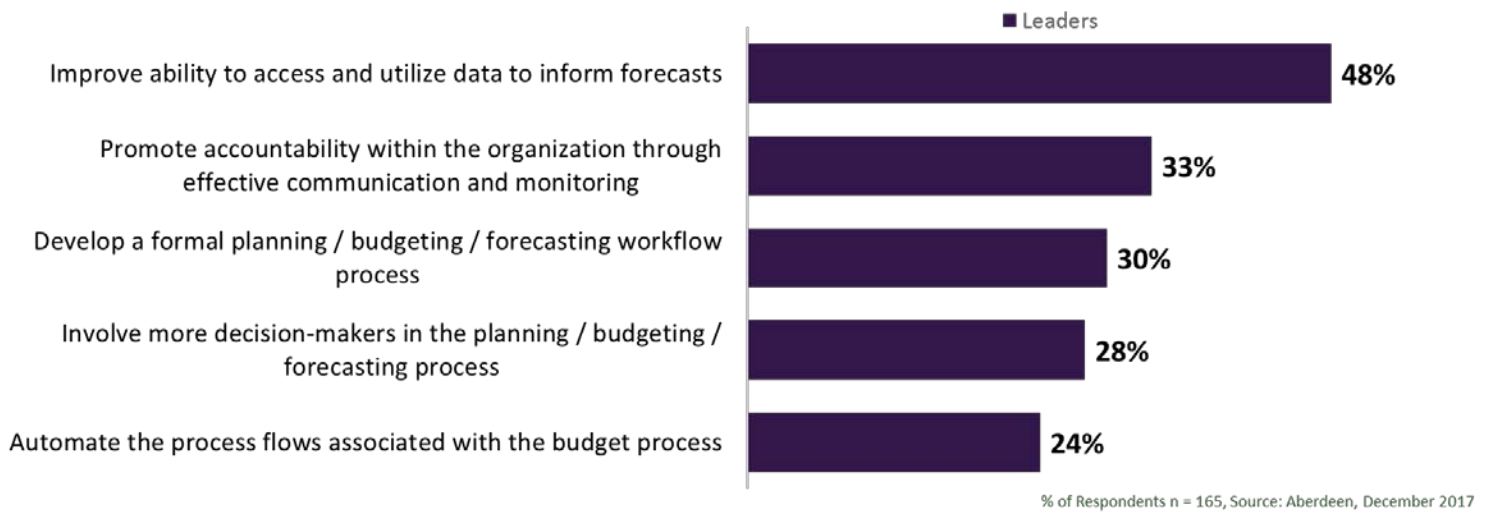 Leaders
Improve ability to access and utilize data to inform forecasts
48%
Promote accountability within the organization through
effective communication and monitoring
33%
Develop a formal planning / budgeting / forecasting workflow
process
30%
Involve more decision-makers in the planning / budgeting /
forecasting process
28%
Automate the process flows associated with the budget process
24%
% of Respondents n = 165, Source: Aberdeen, December 2017